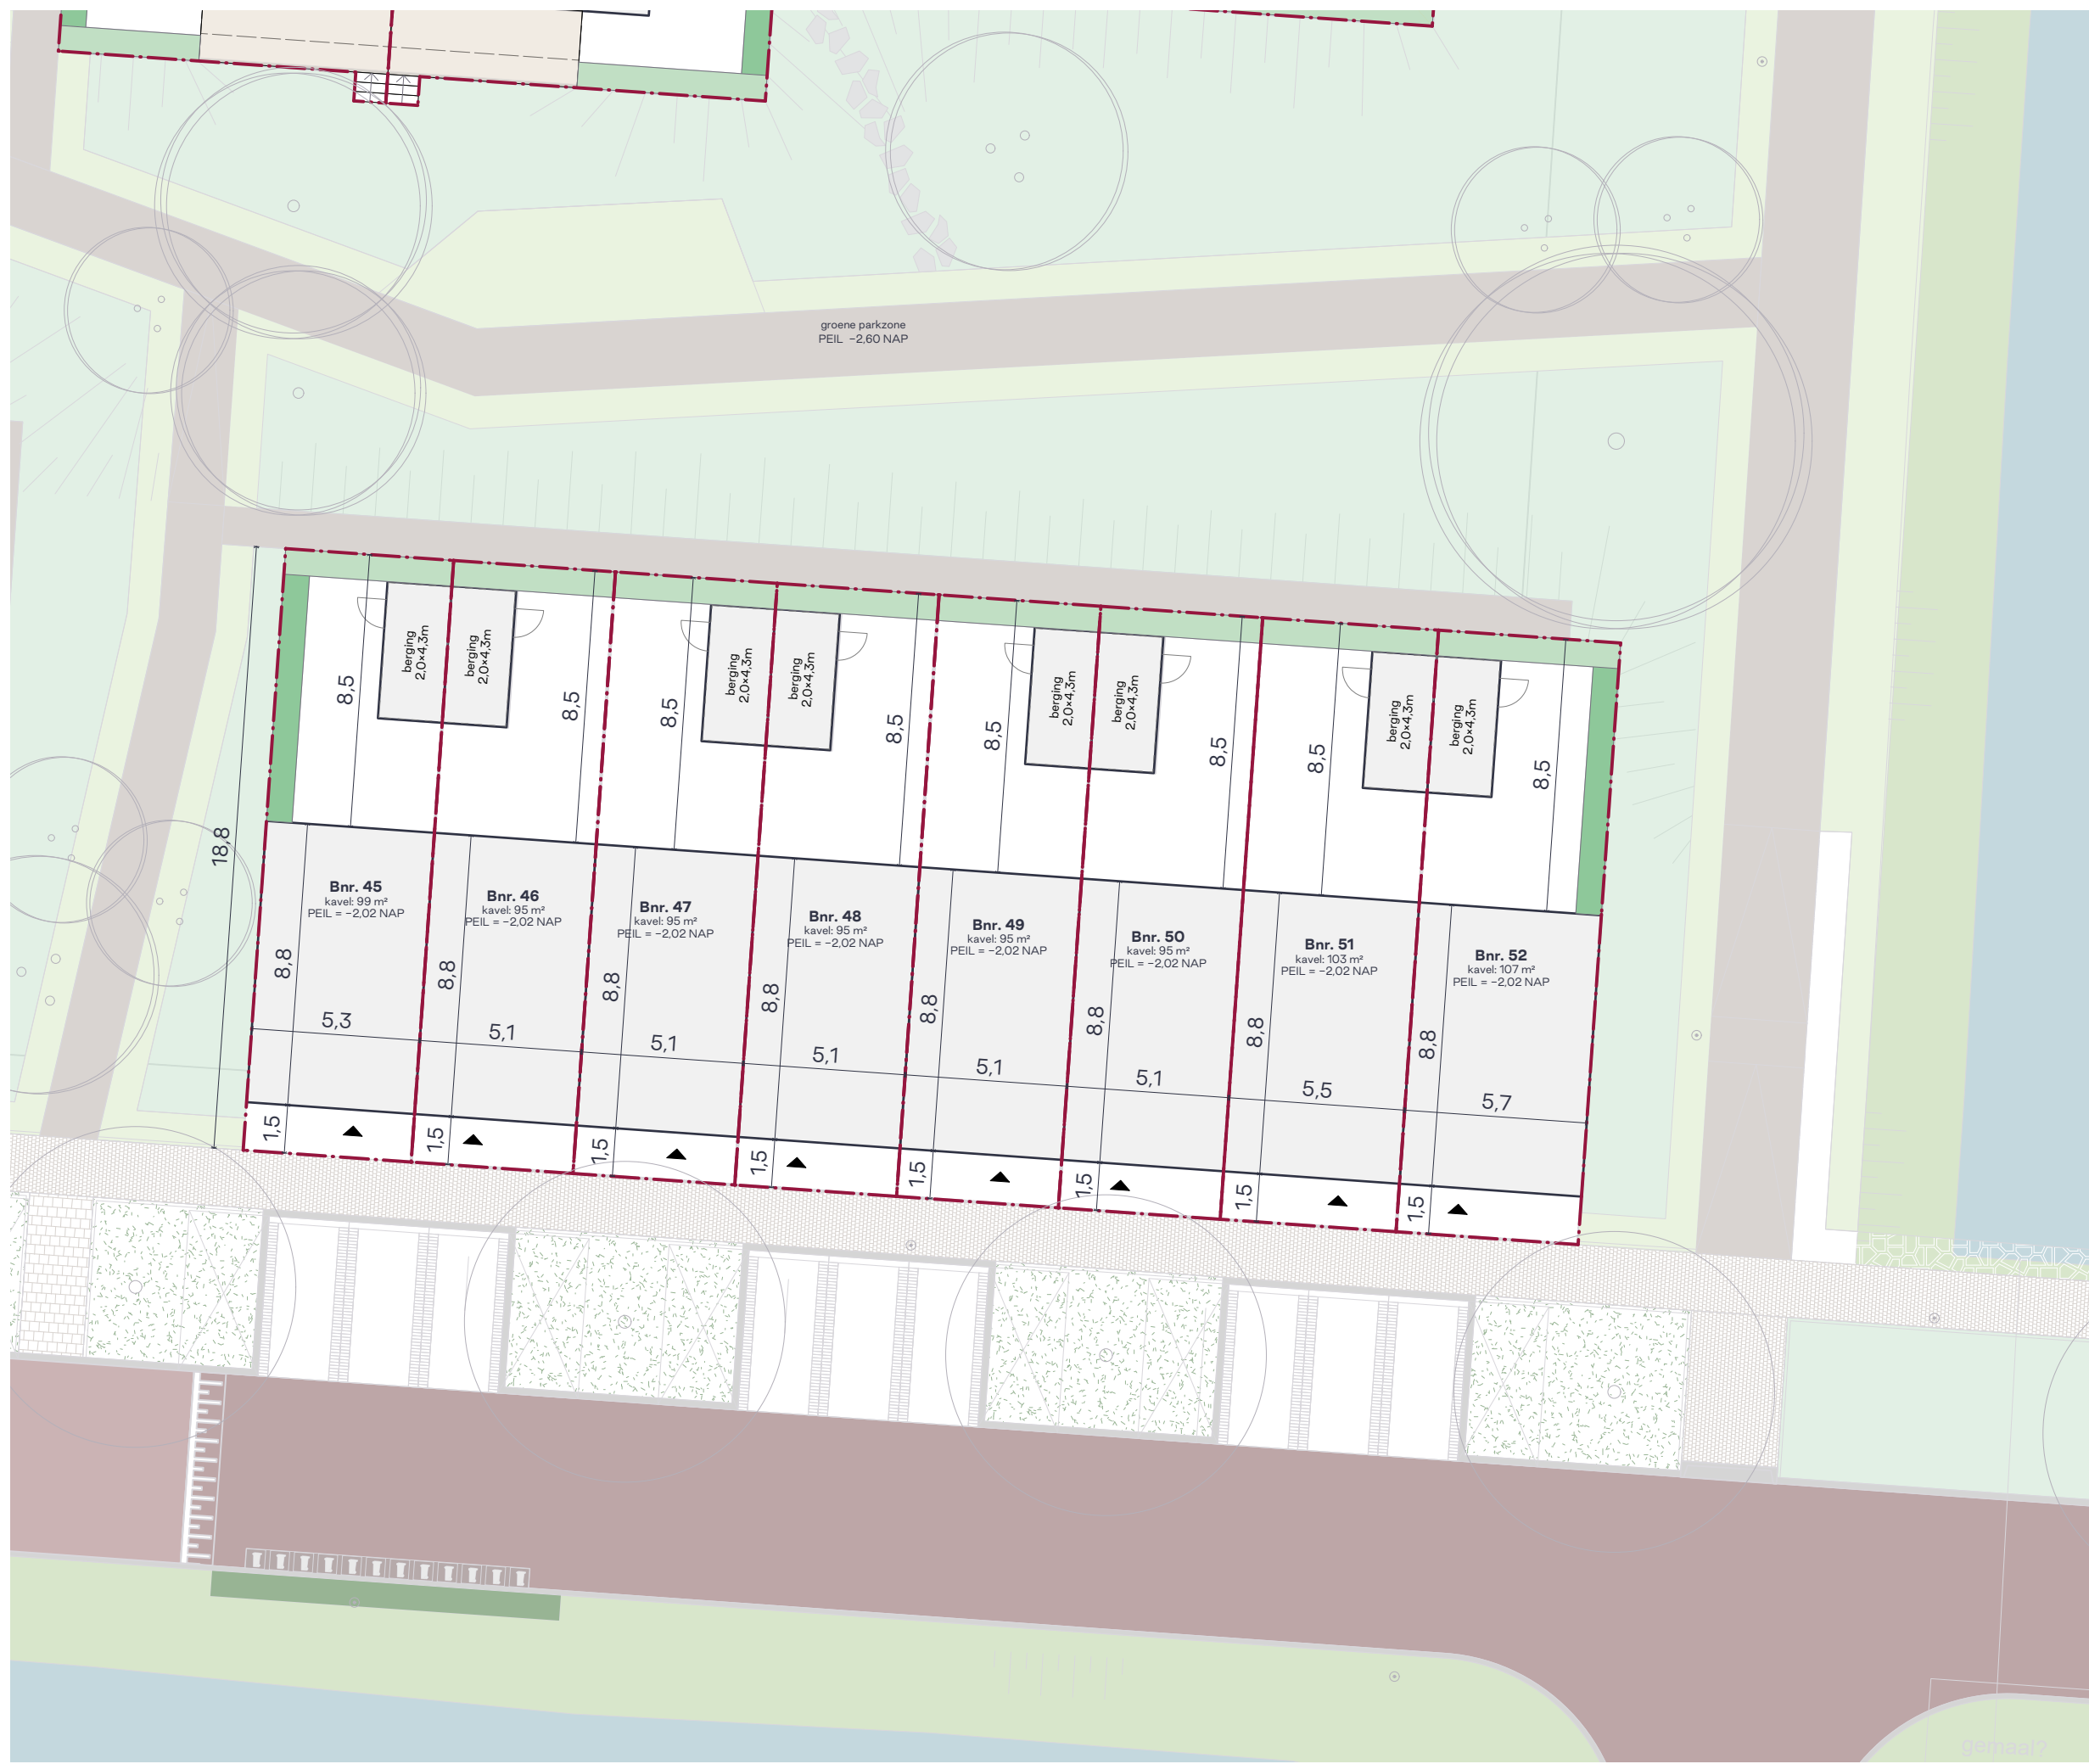 groene parkzone
PEIL -2,60 NAP
berging
2,0×4,3m
berging
2,0×4,3m
berging
2,0×4,3m
berging
2,0×4,3m
berging
2,0×4,3m
berging
2,0×4,3m
berging
2,0×4,3m
berging
2,0×4,3m
8,5
8,5
8,5
8,5
8,5
8,5
8,5
8,5
18,8
Bnr. 45
kavel: 99 m²
PEIL = -2,02 NAP
Bnr. 46
kavel: 95 m²
PEIL = -2,02 NAP
Bnr. 47
kavel: 95 m²
PEIL = -2,02 NAP
Bnr. 48
kavel: 95 m²
PEIL = -2,02 NAP
Bnr. 49
kavel: 95 m²
PEIL = -2,02 NAP
Bnr. 50
kavel: 95 m²
PEIL = -2,02 NAP
Bnr. 51
kavel: 103 m²
PEIL = -2,02 NAP
Bnr. 52
kavel: 107 m²
PEIL = -2,02 NAP
8,8
8,8
8,8
8,8
8,8
8,8
8,8
8,8
5,3
5,1
5,1
5,1
5,1
5,1
5,5
5,7
1,5
1,5
1,5
1,5
1,5
1,5
1,5
1,5
gemaal?